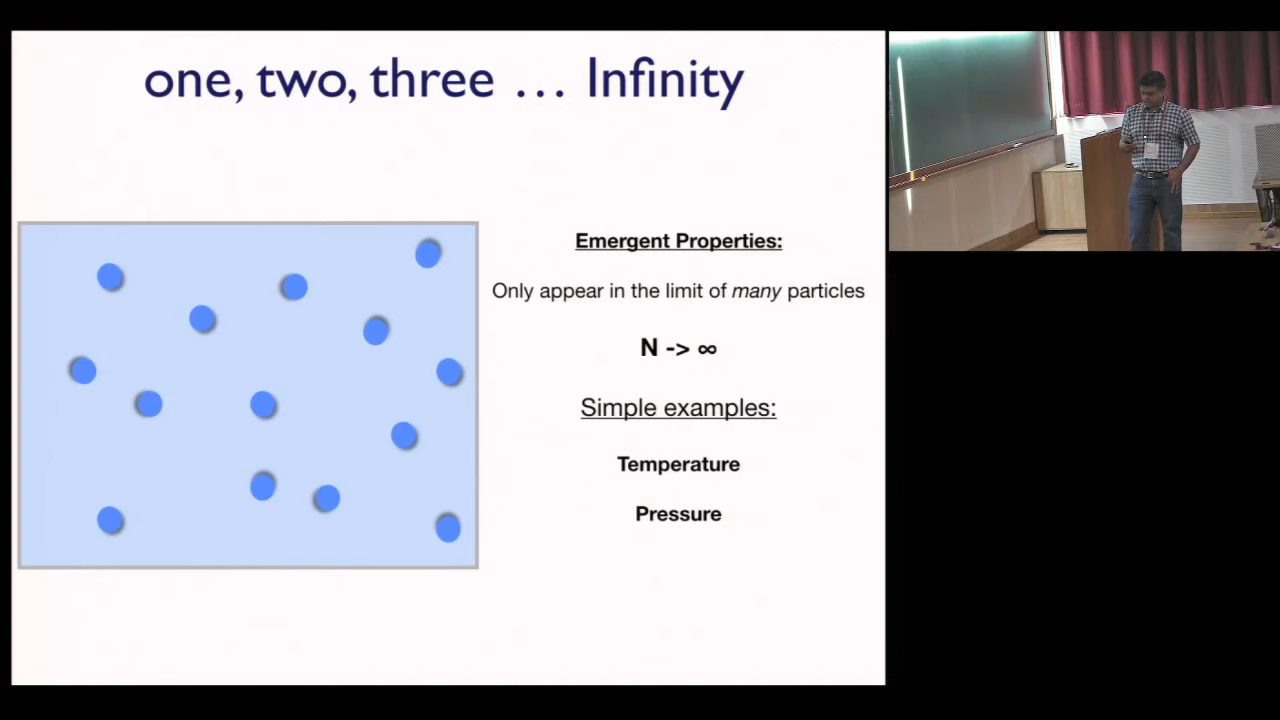 one, two, three … Infinity
Emergent Properties:
Only appear in the limit of many particles
N -> ∞
Simple examples:
Temperature
Pressure